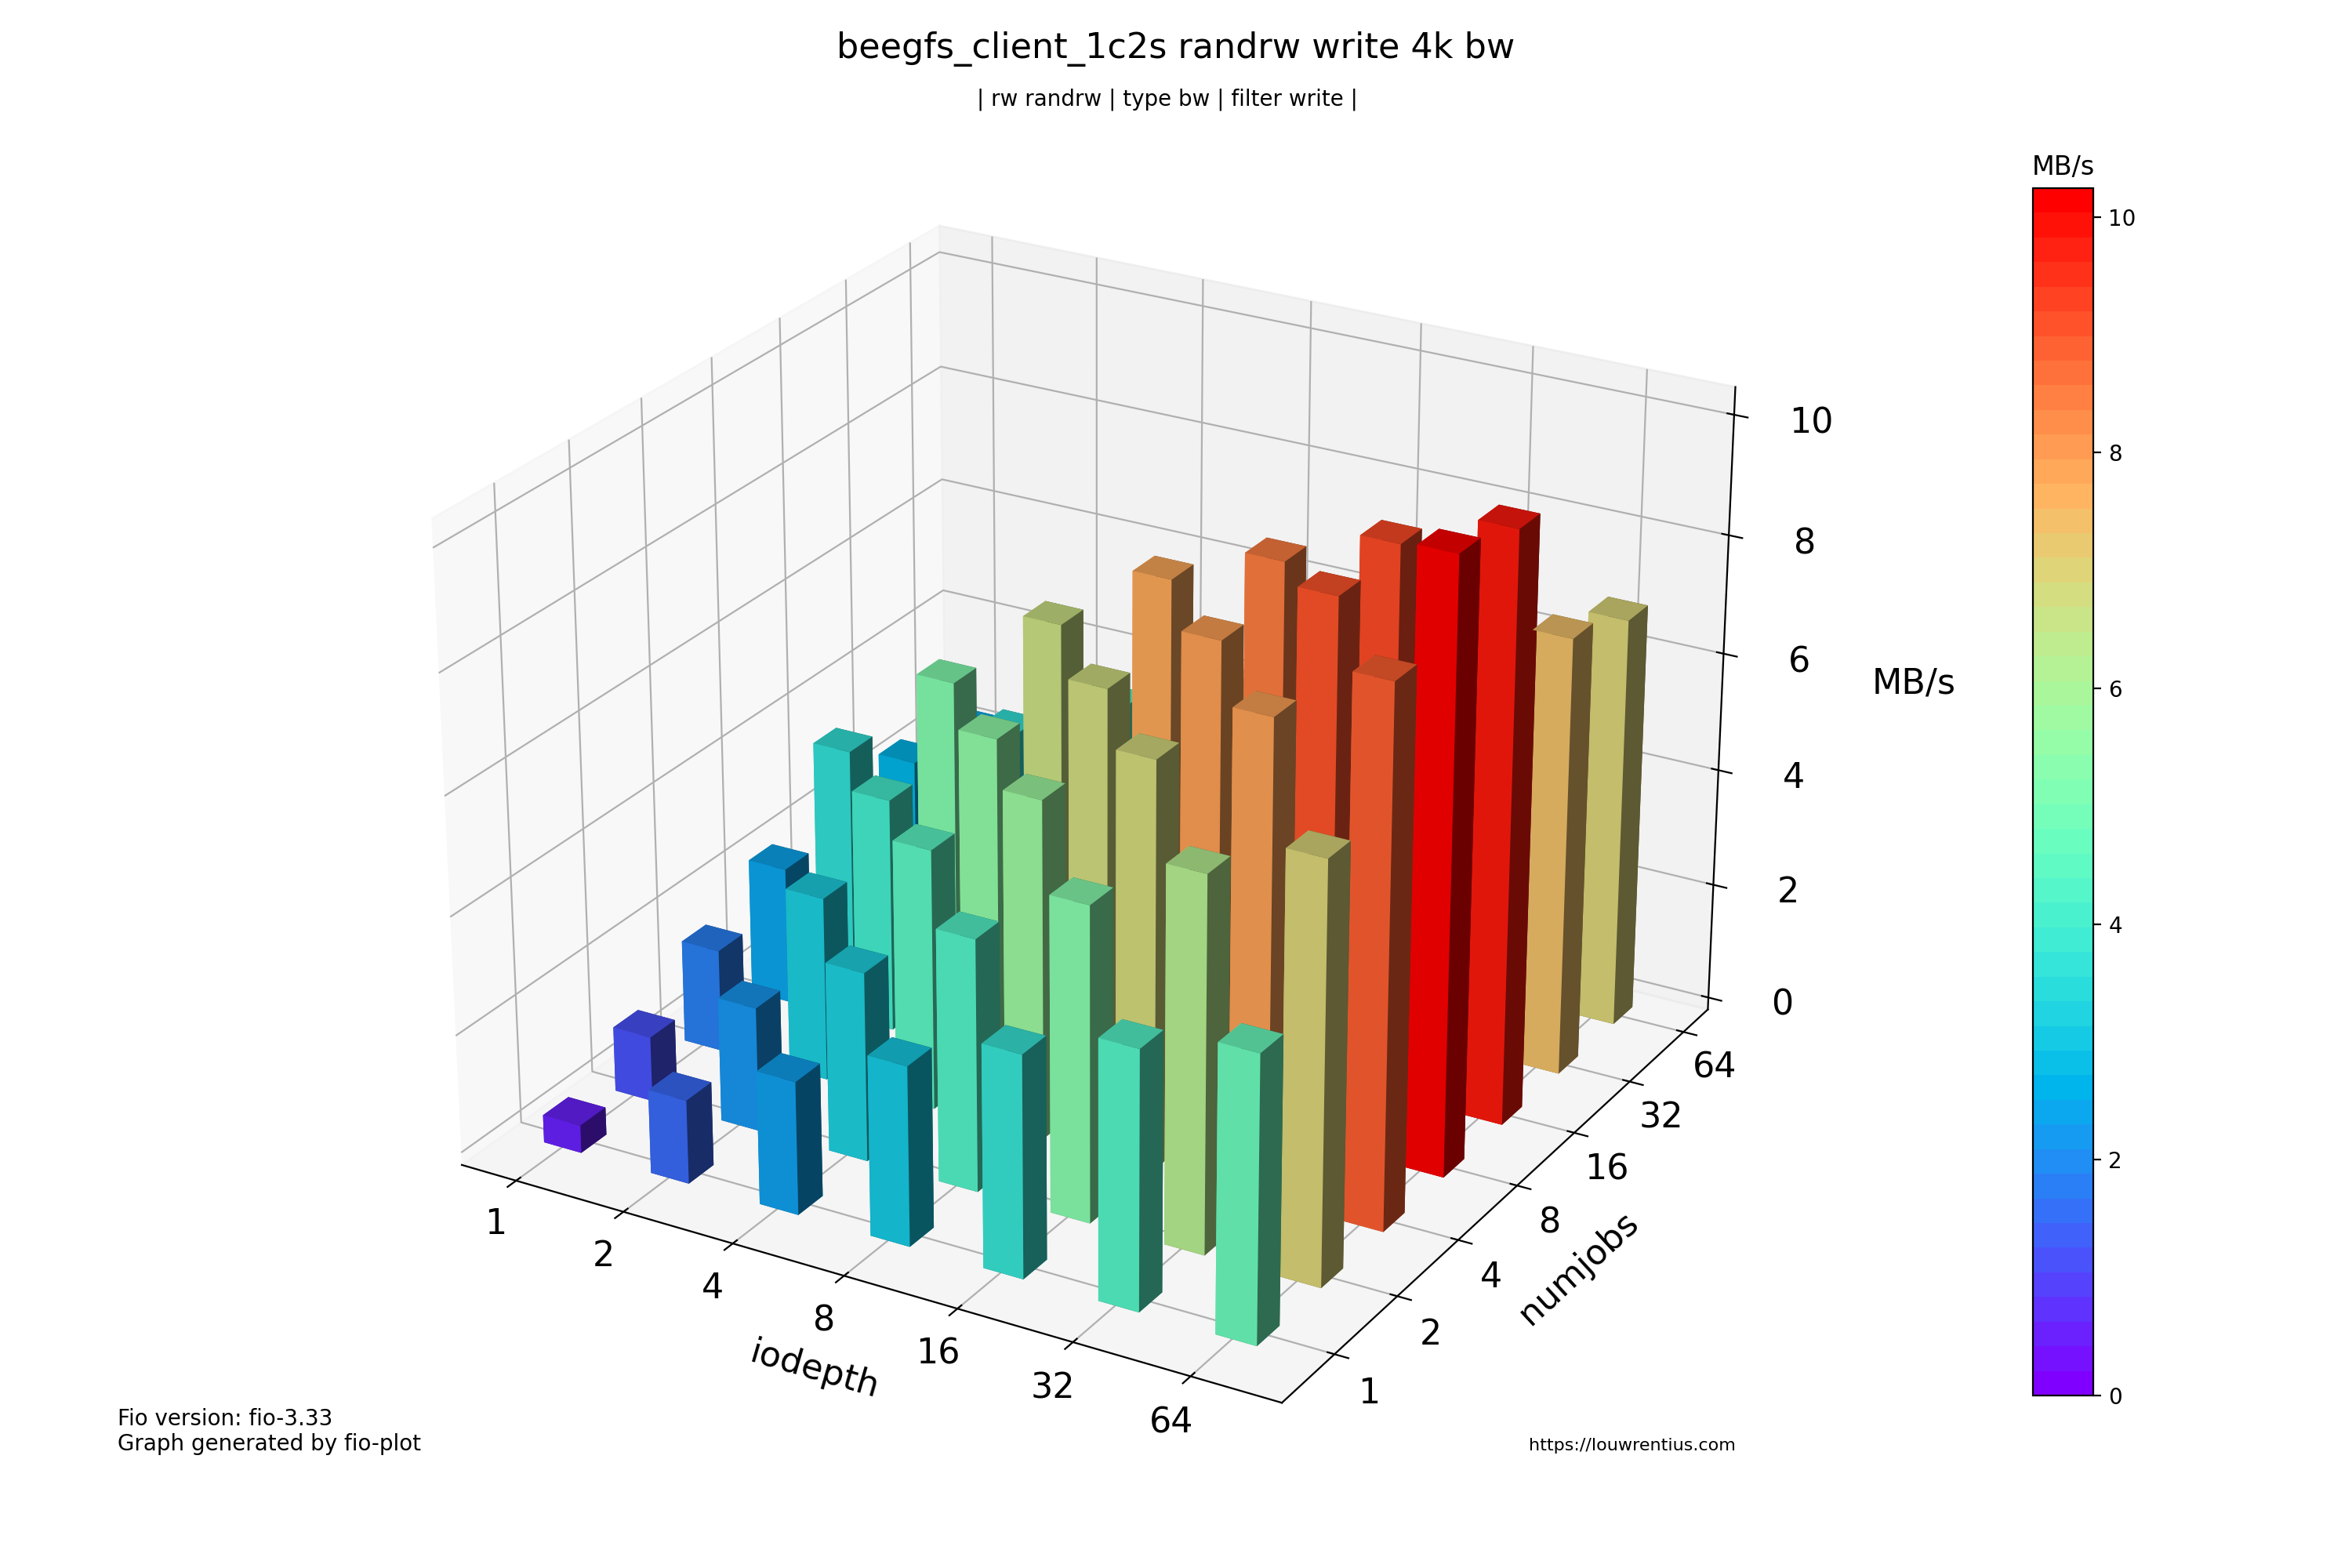 beegfs_client_1c2s randrw write 4k bw
| rw randrw | type bw | filter write |
MB/s
10
8
6
4
2
0
10
8
6
4
2
0
MB/s
64
32
16
8
4
2
1
numjobs
1
2
4
8
16
32
64
iodepth
Fio version: fio-3.33
Graph generated by fio-plot
https://louwrentius.com